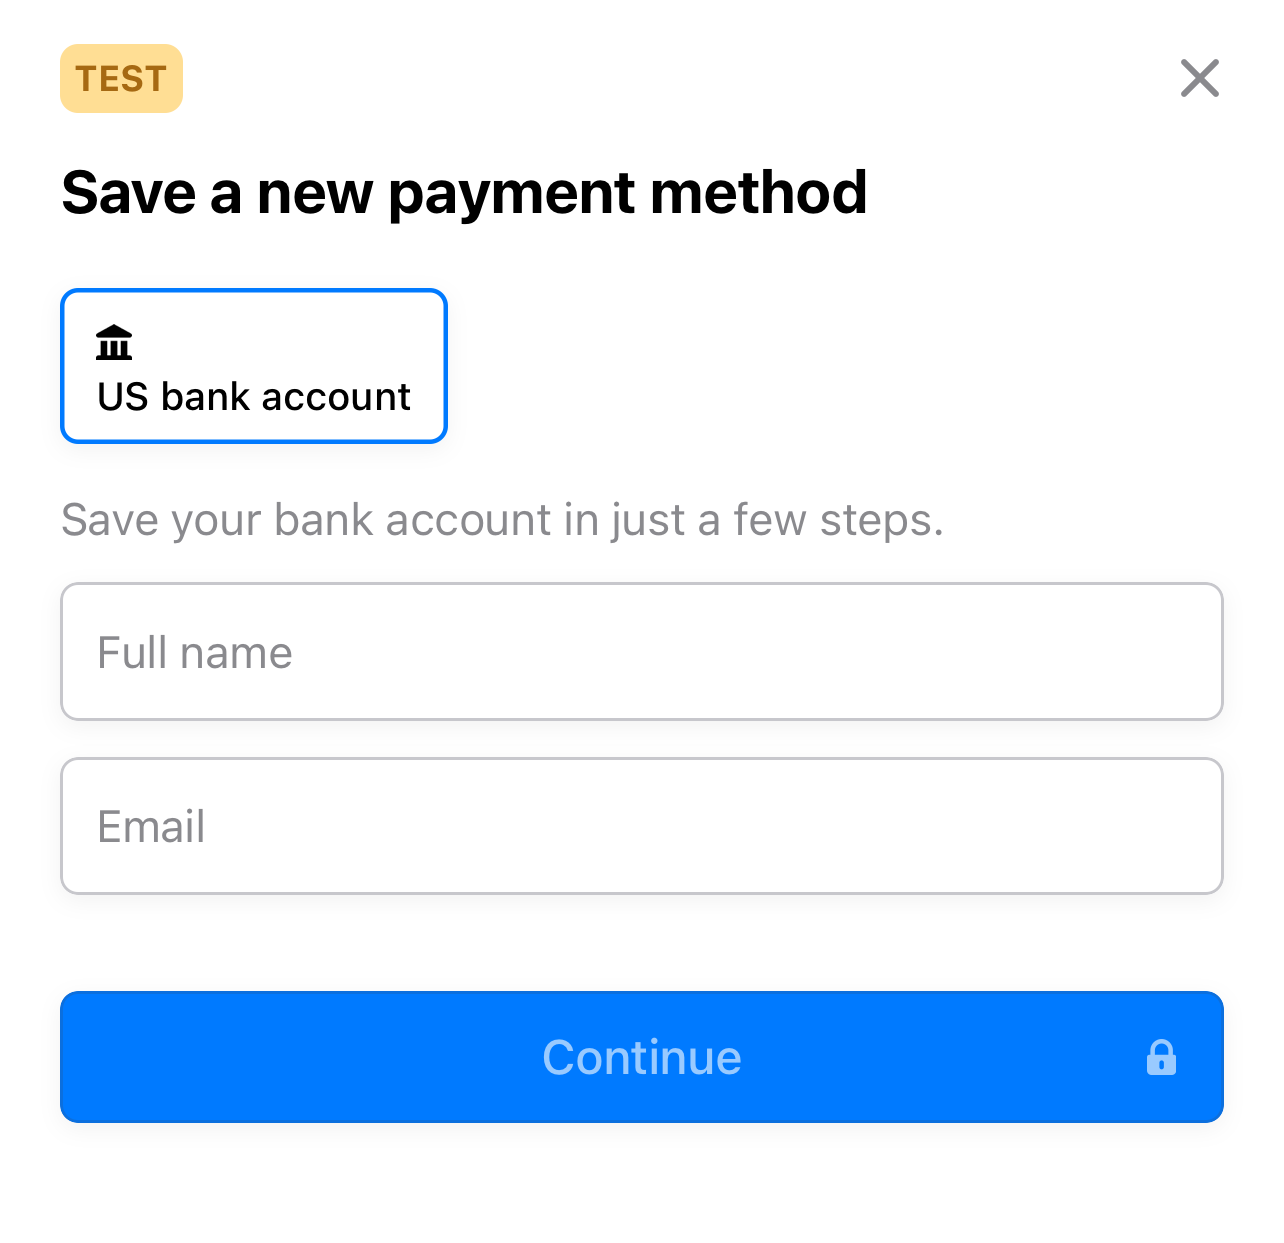 TEST
Save a new payment method
US bank account
Save your bank account in just a few steps.
Full name
Email
Continue